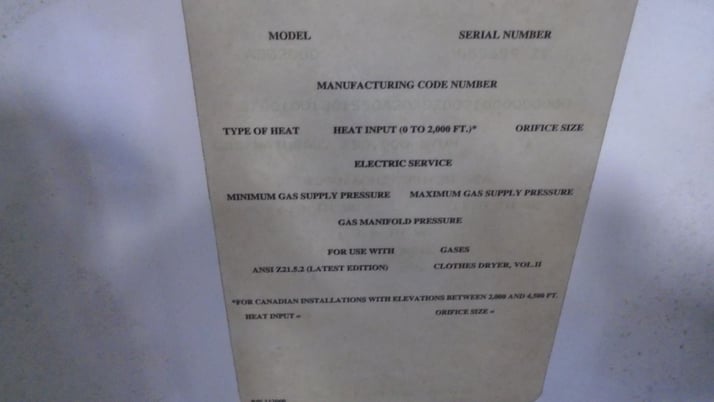 MODEL SERIAL NUMBER
MANUFACTURING CODE NUMBER
TYPE OF HEAT HEAT INPUT (0 TO 2,000 FT.)* ORIFICE SIZE
ELECTRIC SERVICE
MINIMUM GAS SUPPLY PRESSURE MAXIMUM GAS SUPPLY PRESSURE
GAS MANIFOLD PRESSURE
FOR USE WITH GASES
ANSI Z21.5.2 (LATEST EDITION) CLOTHES DRYER, VOL.II
*FOR CANADIAN INSTALLATIONS WITH ELEVATIONS BETWEEN 2,000 AND 4,500 FT.
HEAT INPUT = ORIFICE SIZE =